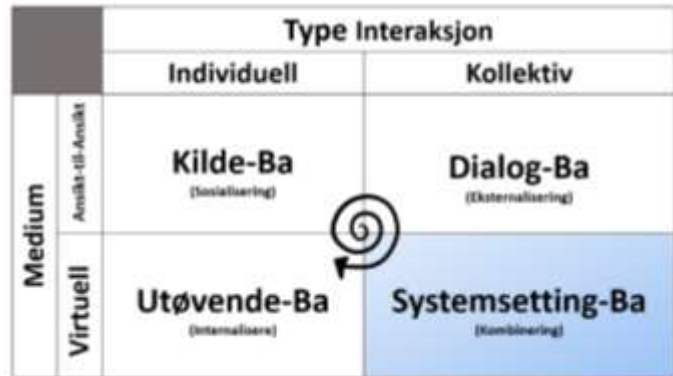 Type Interaksjon
Individuell
Kollektiv
Medium
Ansikt-til-Ansikt
Kilde-Ba
(Sosialisering)
Dialog-Ba
(Eksternalisering)
Virtuell
Utøvende-Ba
(Internalisere)
Systemsetting-Ba
(Kombinering)